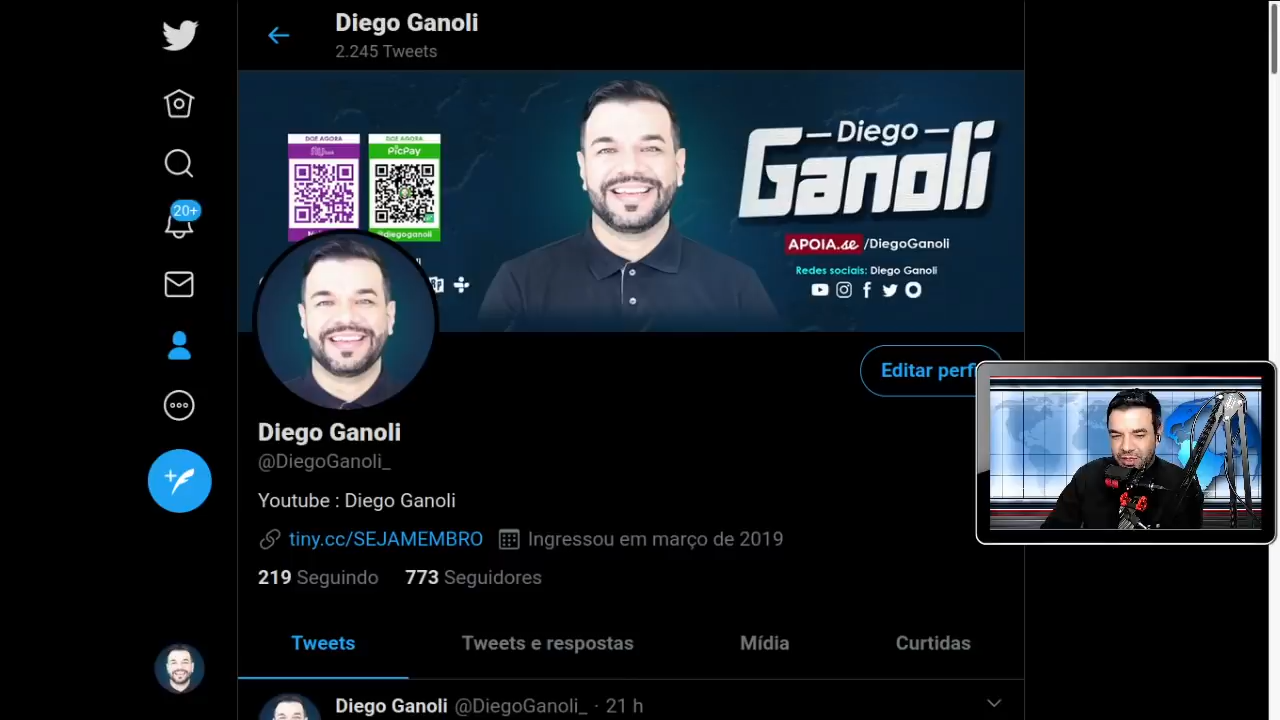 Diego Ganoli
2.245 Tweets
DOE AGORA
DOE AGORA
PicPay
@diegoganoli
— Diego —
Ganoli
APOIA.se /DiegoGanoli
Redes sociais: Diego Ganoli
20+
Editar perfi
Diego Ganoli
@DiegoGanoli_
Youtube : Diego Ganoli
tiny.cc/SEJAMEMBRO Ingressou em março de 2019
219 Seguindo 773 Seguidores
Tweets Tweets e respostas Mídia Curtidas
Diego Ganoli @DiegoGanoli_ · 21 h